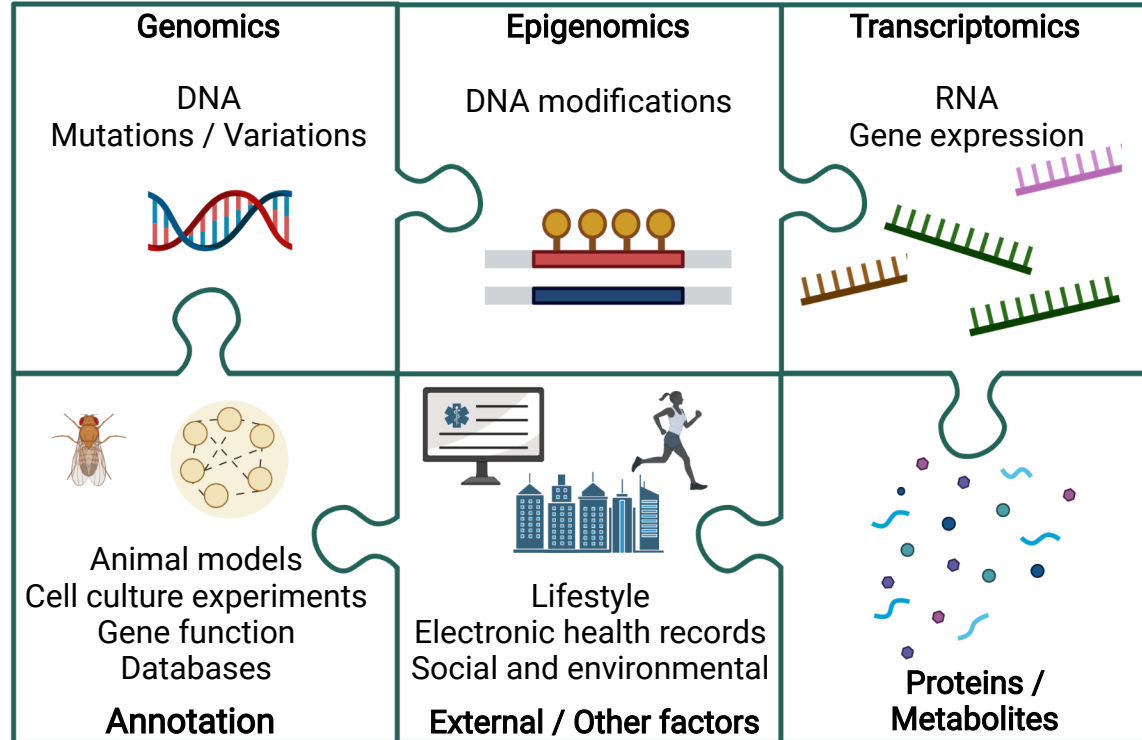 Genomics
DNA
Mutations / Variations
Epigenomics
DNA modifications
Transcriptomics
RNA
Gene expression
Animal models
Cell culture experiments
Gene function
Databases
Annotation
Lifestyle
Electronic health records
Social and environmental
External / Other factors
Proteins /
Metabolites